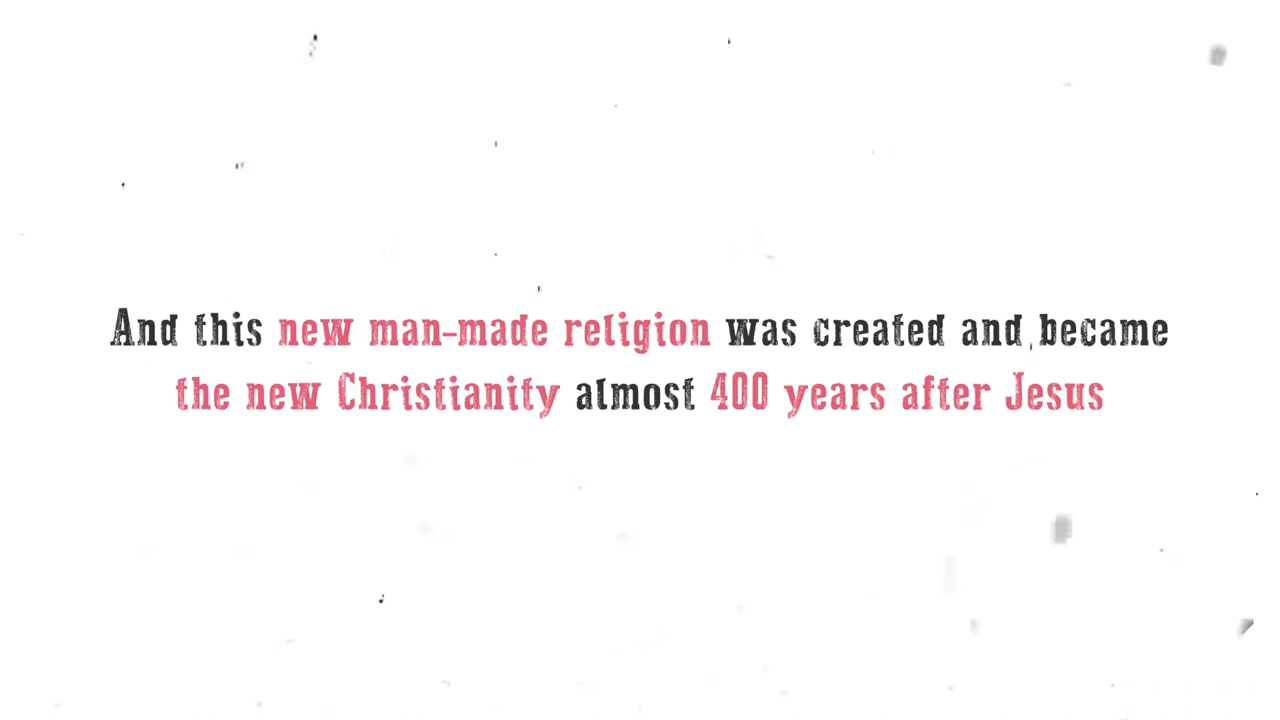 And this new man-made religion was created and became
the new Christianity almost 400 years after Jesus